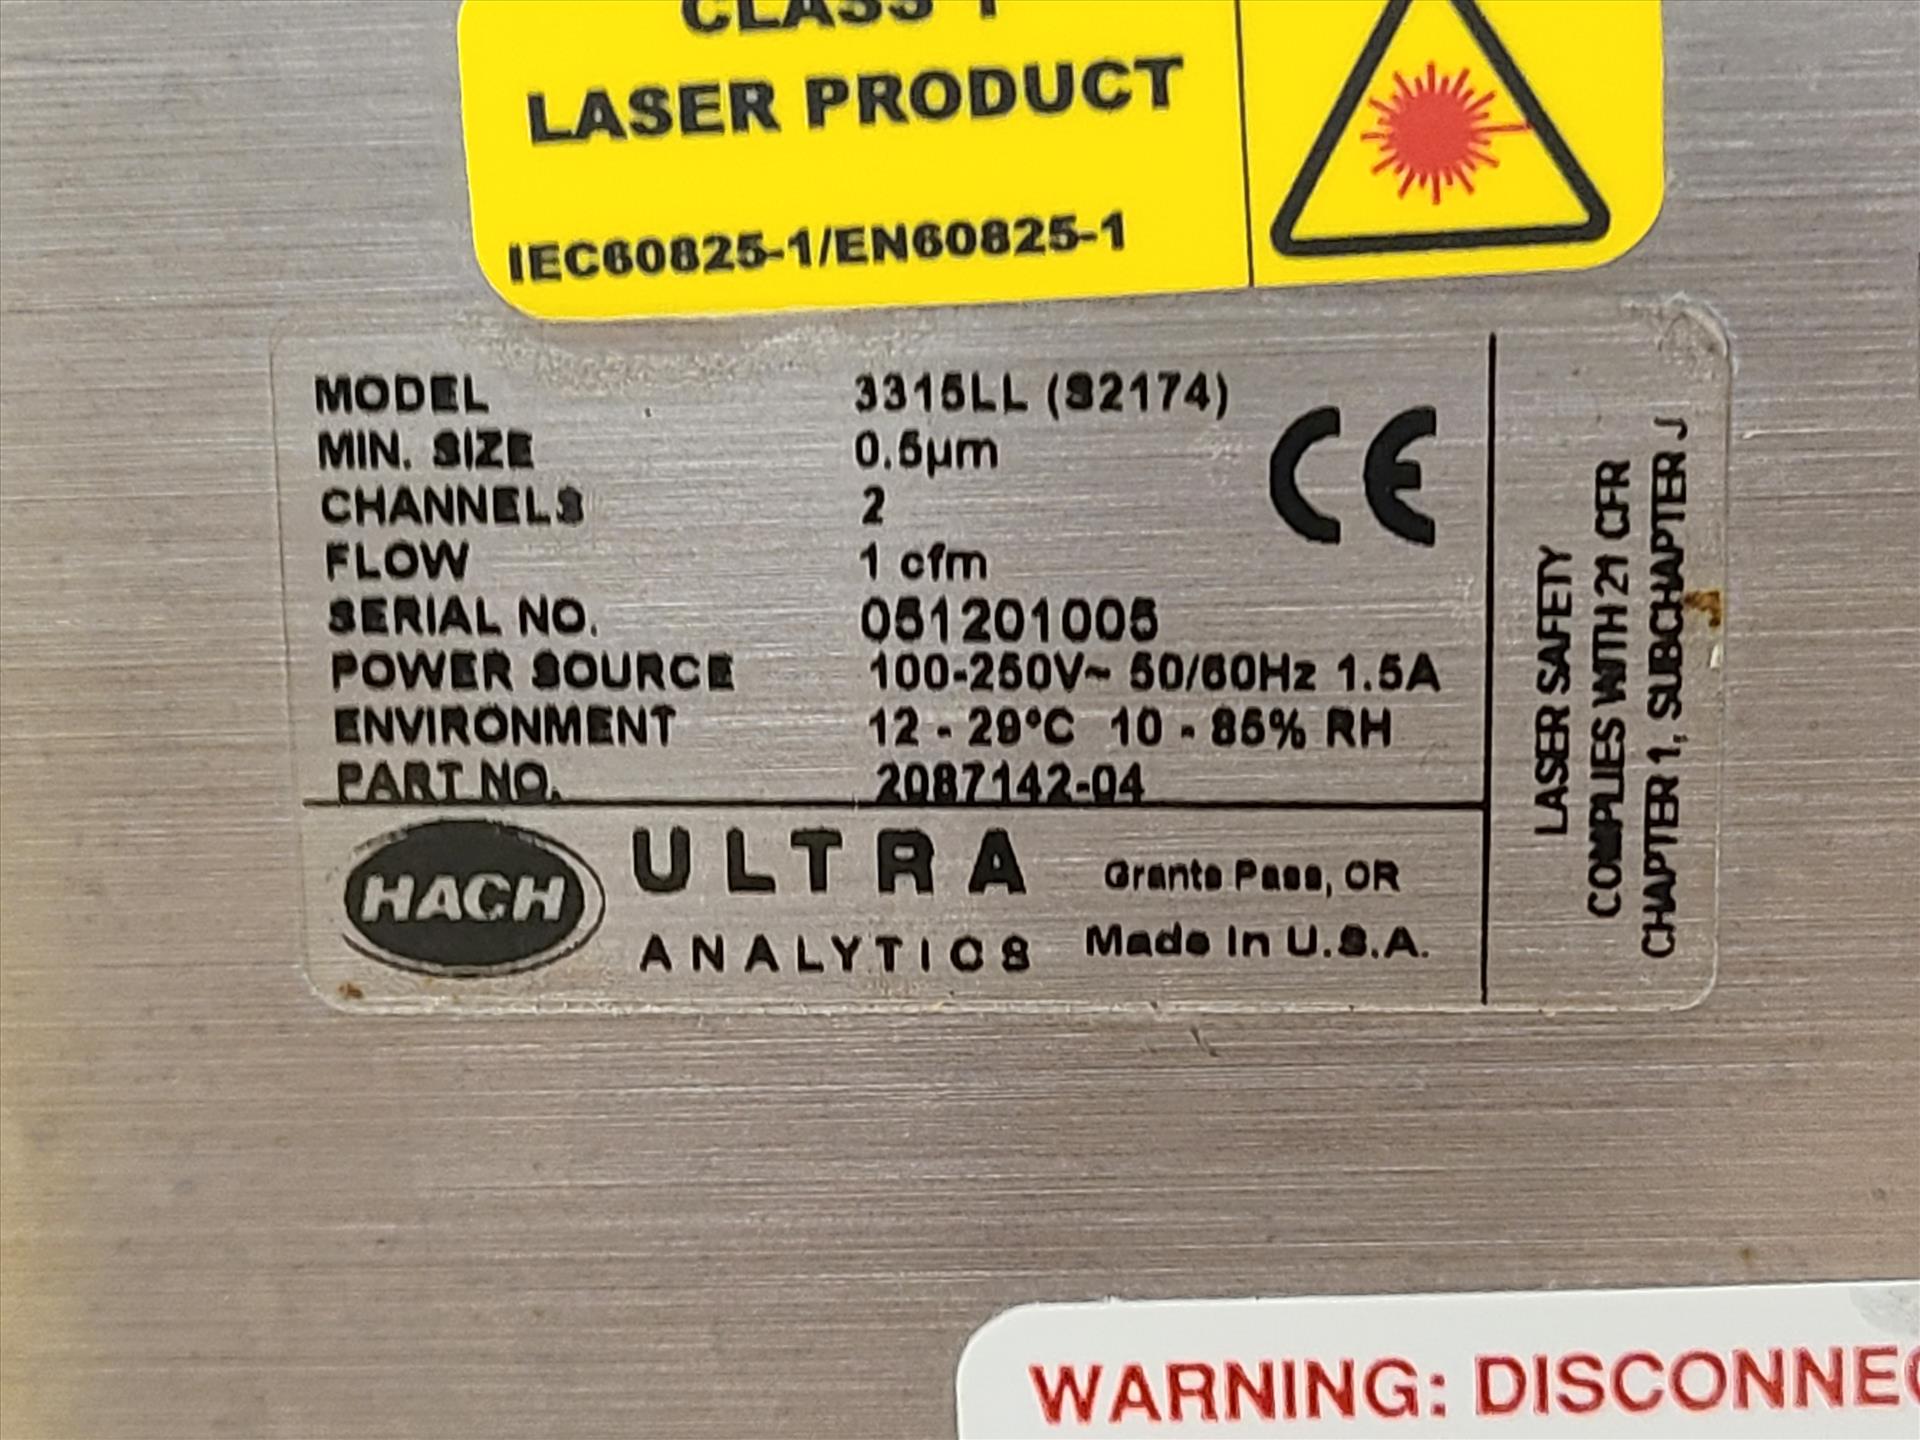 CLASS 1
LASER PRODUCT
IEC60825-1/EN60825-1
MODEL 3315LL (S2174)
MIN. SIZE 0.5µm
CHANNELS 2
FLOW 1 cfm
SERIAL NO. 051201005
POWER SOURCE 100-250V~ 50/60Hz 1.5A
ENVIRONMENT 12 - 29°C 10 - 85% RH
PART NO. 2087142-04
CE
HACH
ULTRA
ANALYTICS
Grants Pass, OR
Made In U.S.A.
LASER SAFETY
COMPLIES WITH 21 CFR
CHAPTER 1, SUBCHAPTER J
WARNING: DISCONNEC